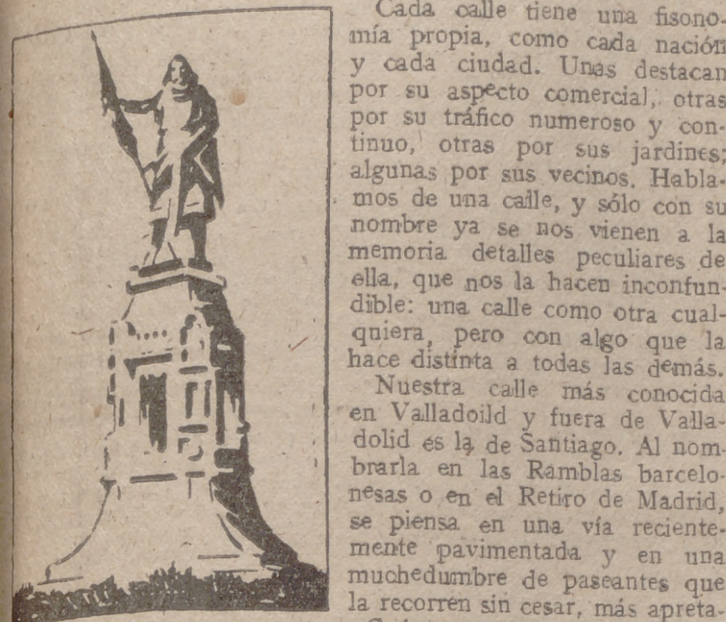 Cada calle tiene una fisono-
mía propia, como cada nación
y cada ciudad. Unas destacan
por su aspecto comercial, otras
por su tráfico numeroso y con-
tinuo, otras por sus jardines;
algunas por sus vecinos. Habla-
mos de una calle, y sólo con su
nombre ya se nos vienen a la
memoria detalles peculiares de
ella, que nos la hacen inconfun-
dible: una calle como otra cual-
quiera, pero con algo que la
hace distinta a todas las demás.
Nuestra calle más conocida
en Valladoild y fuera de Valla-
dolid es la de Santiago. Al nom-
brarla en las Ramblas barcelo-
nesas o en el Retiro de Madrid,
se piensa en una vía reciente-
mente pavimentada y en una
muchedumbre de paseantes que
la recorren sin cesar, más apreta-